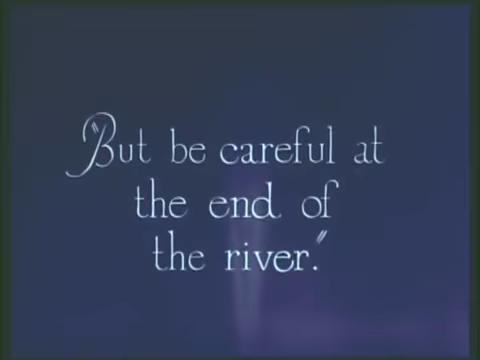 "But be careful at
the end of
the river."